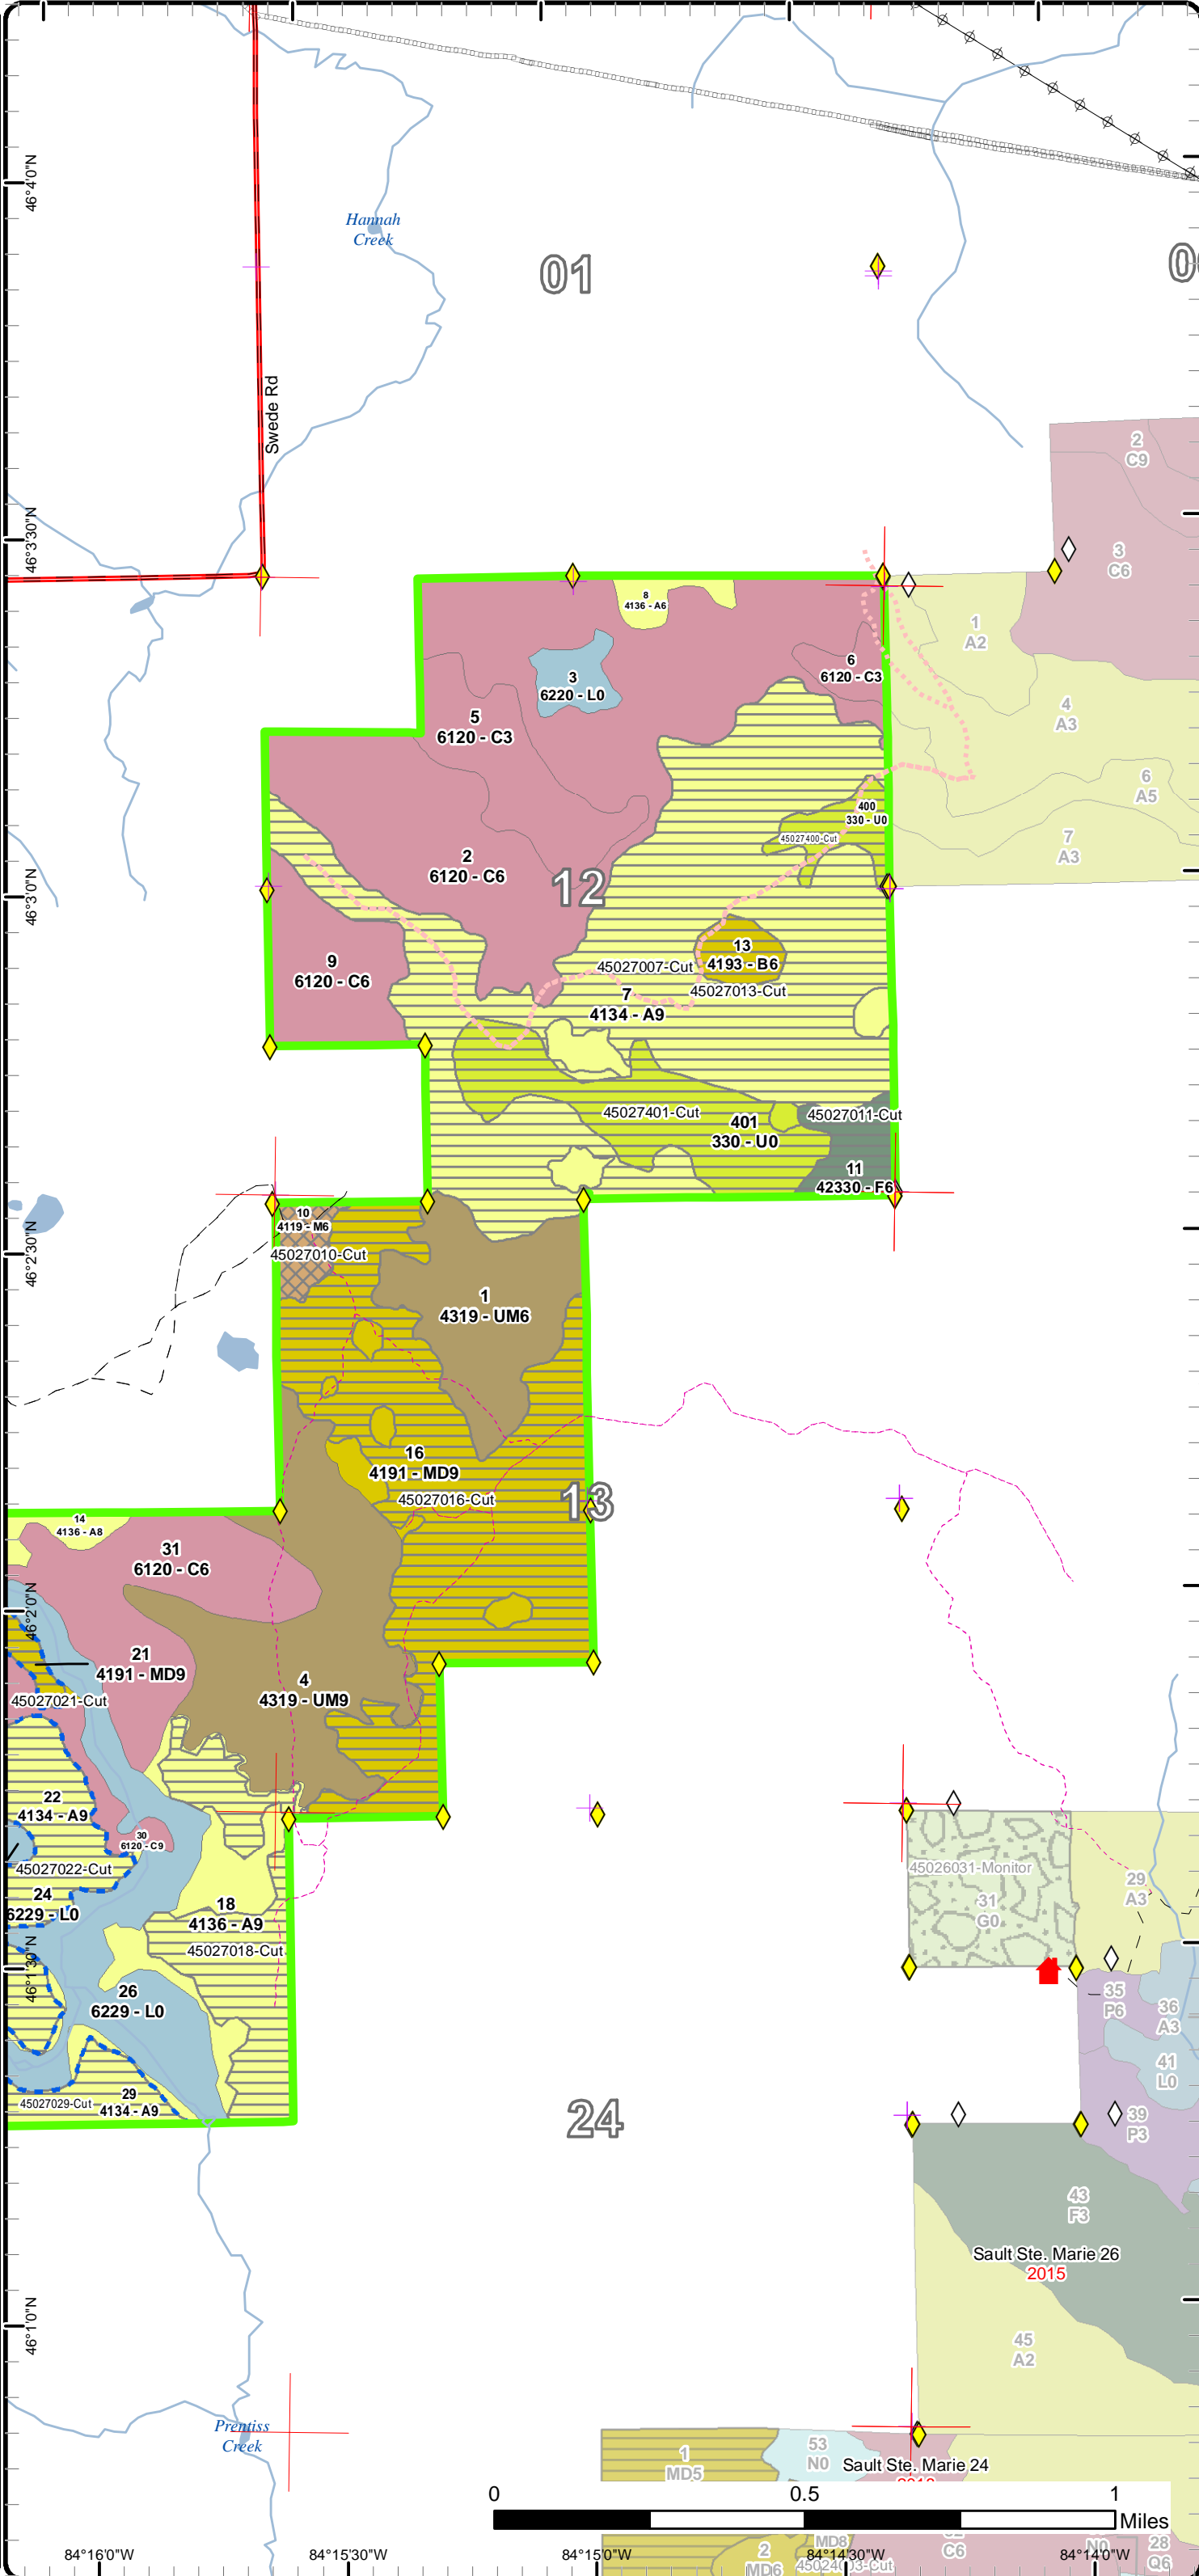 46°4'0"N
Hannah
Creek
01
Swede Rd
2
C9
46°3'30"N
3
C6
8
4136 - A6
1
A2
6
6120 - C3
3
6220 - L0
5
6120 - C3
4
A3
6
A5
400
330 - U0
45027400-Cut
7
A3
2
6120 - C6
12
46°3'0"N
13
4193 - B6
9
6120 - C6
45027007-Cut
45027013-Cut
7
4134 - A9
45027401-Cut
45027011-Cut
401
330 - U0
11
42330 - F6
10
4119 - M6
45027010-Cut
46°2'30"N
1
4319 - UM6
16
4191 - MD9
45027016-Cut
13
14
4136 - A8
31
6120 - C6
46°2'0"N
21
4191 - MD9
45027021-Cut
4
4319 - UM9
22
4134 - A9
30
6120 - C9
45027022-Cut
45026031-Monitor
31
G0
29
A3
24
6229 - L0
18
4136 - A9
45027018-Cut
46°1'30"N
26
6229 - L0
35
P6
36
A3
41
L0
29
4134 - A9
45027029-Cut
24
39
P3
43
F3
Sault Ste. Marie 26
2015
46°1'0"N
45
A2
Prentiss
Creek
1
MD5
53
N0
Sault Ste. Marie 24
0 0.5 1
Miles
2
MD6
MD8
45024003-Cut
C6
N0
28
Q6
84°16'0"W 84°15'30"W 84°15'0"W 84°14'30"W 84°14'0"W